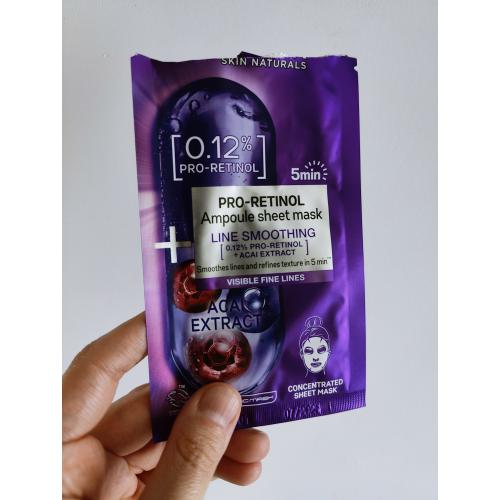 SKIN NATURALS
[0.12%
PRO-RETINOL]
5min
PRO-RETINOL
Ampoule sheet mask
LINE SMOOTHING
[0.12% PRO-RETINOL
+ ACAI EXTRACT]
Smoothes lines and refines texture in 5 min
VISIBLE FINE LINES
+
ACAI
EXTRACT
CONCENTRATED
SHEET MASK
TM